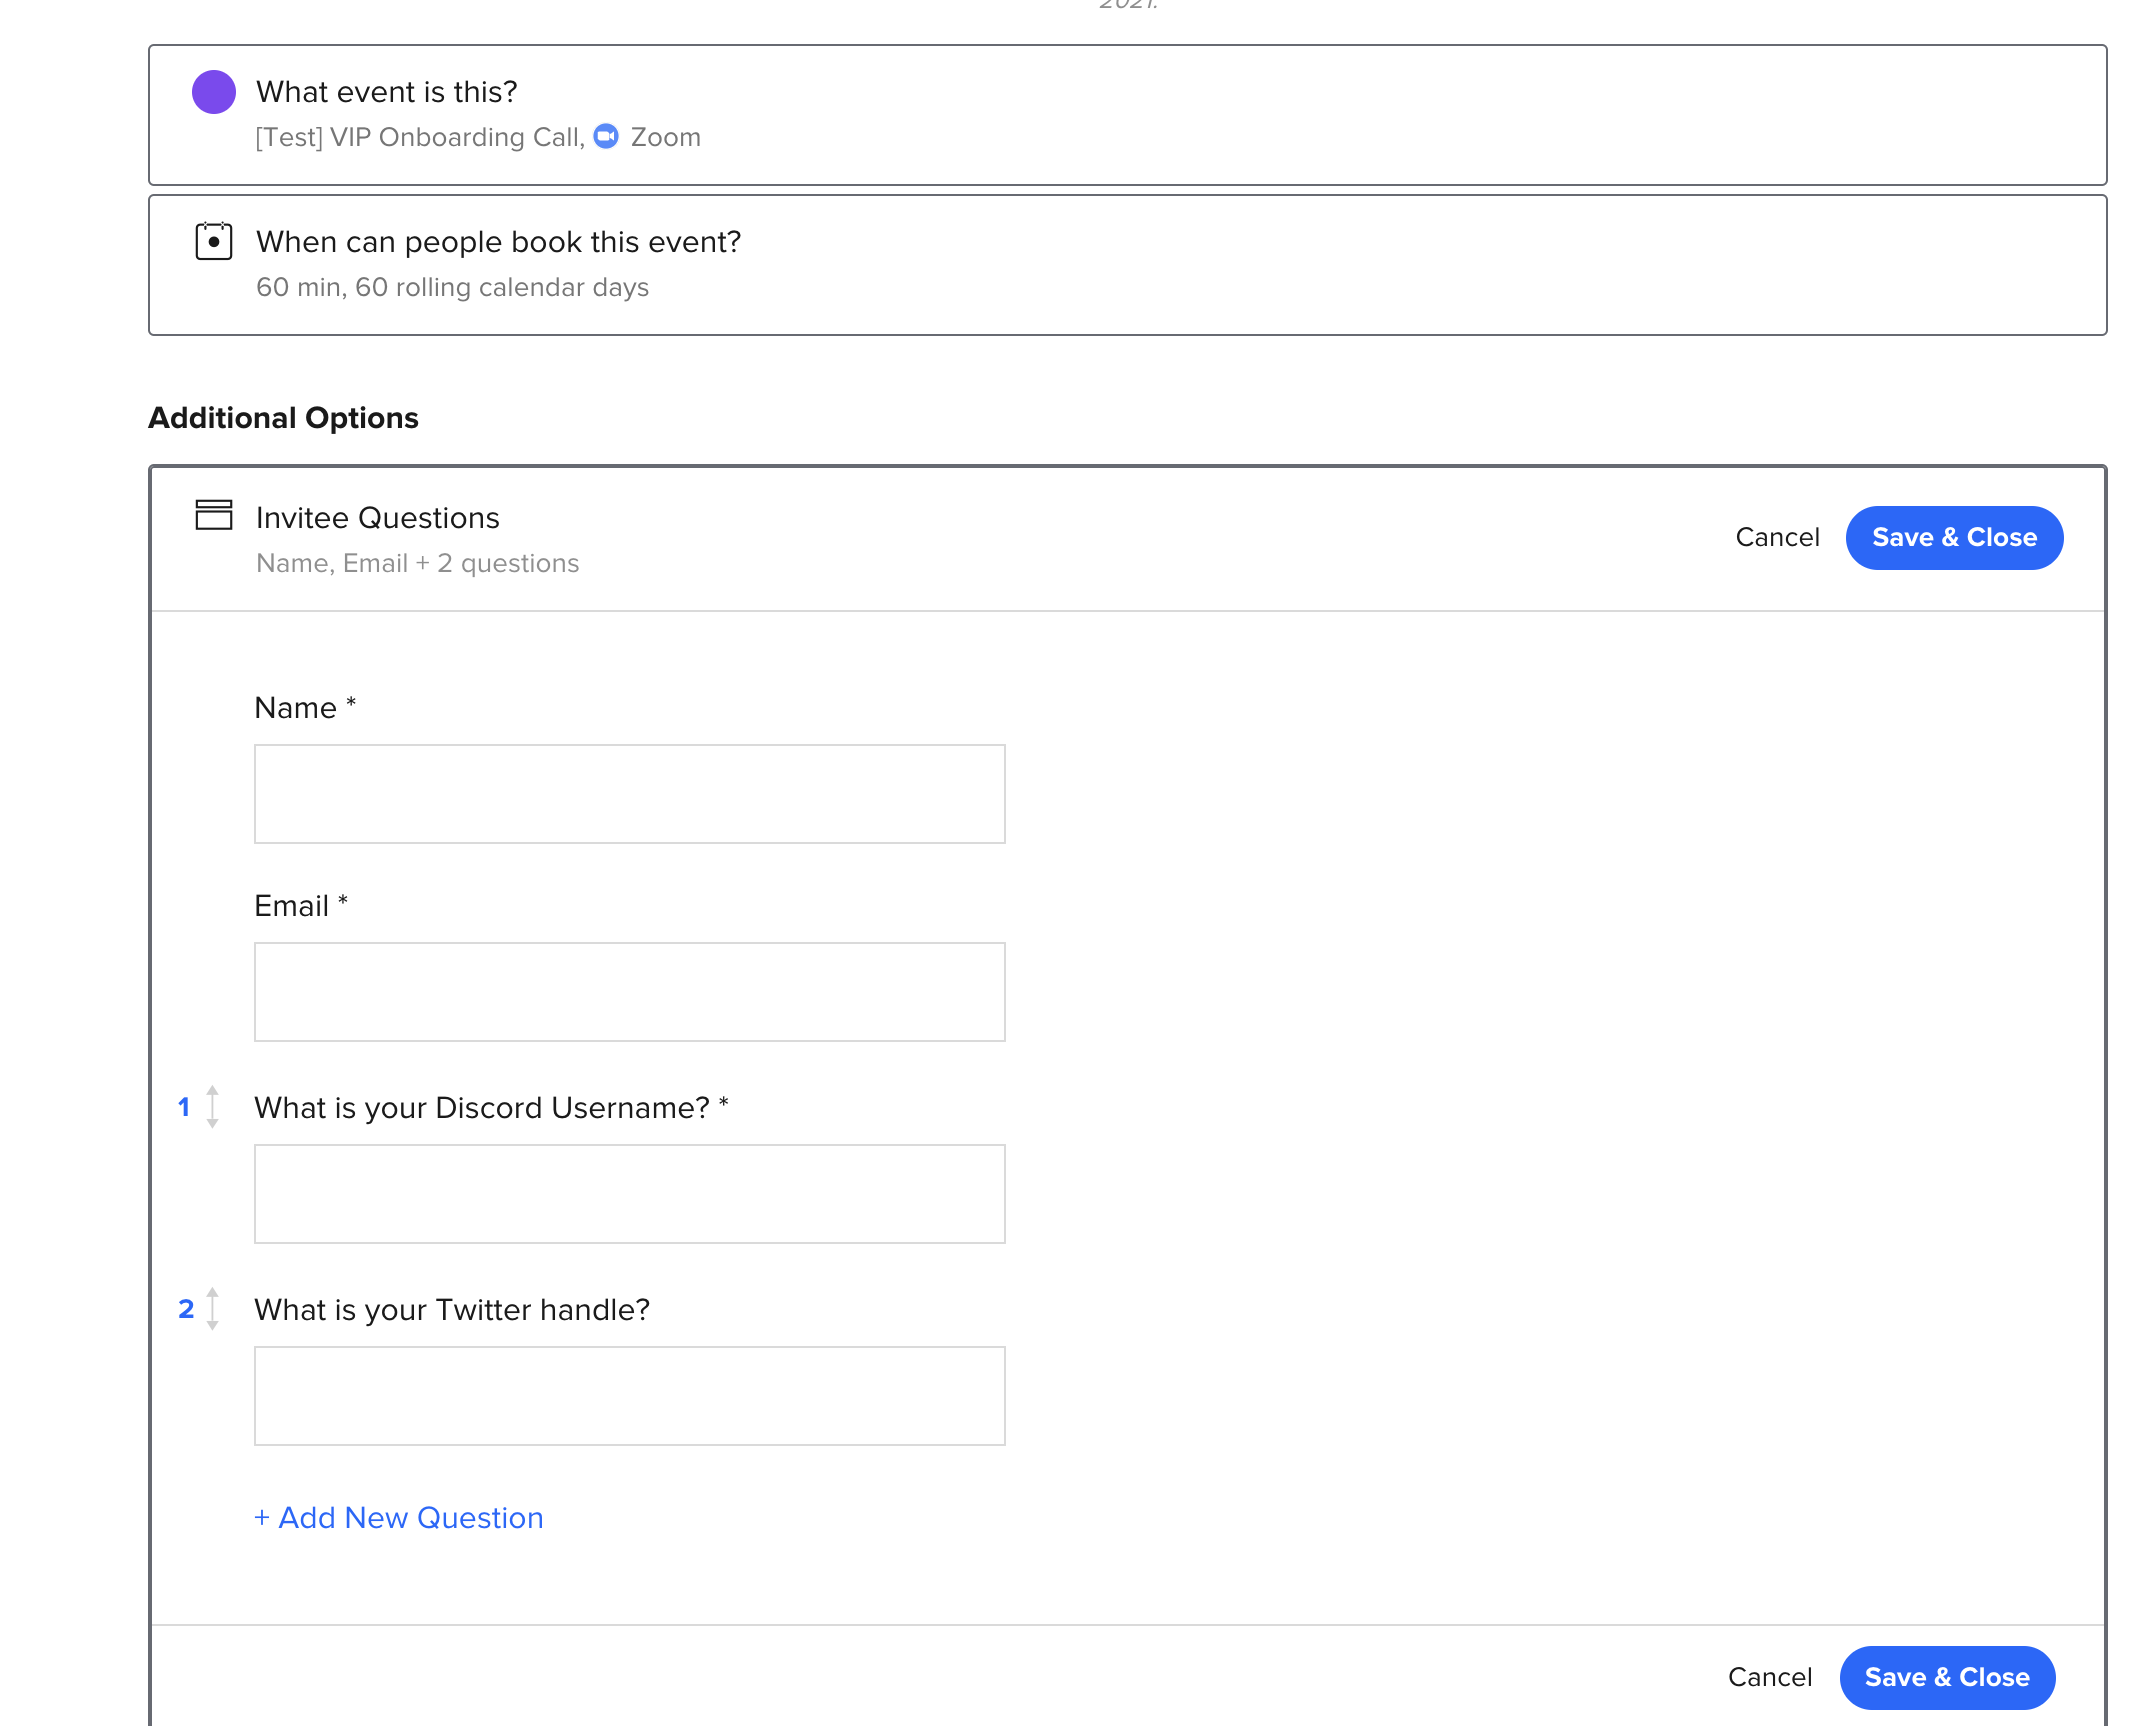 2021.
What event is this?
[Test] VIP Onboarding Call, Zoom
When can people book this event?
60 min, 60 rolling calendar days
Additional Options
Invitee Questions
Name, Email + 2 questions
Cancel
Save & Close
Name *
Email *
1
What is your Discord Username? *
2
What is your Twitter handle?
+ Add New Question
Cancel
Save & Close